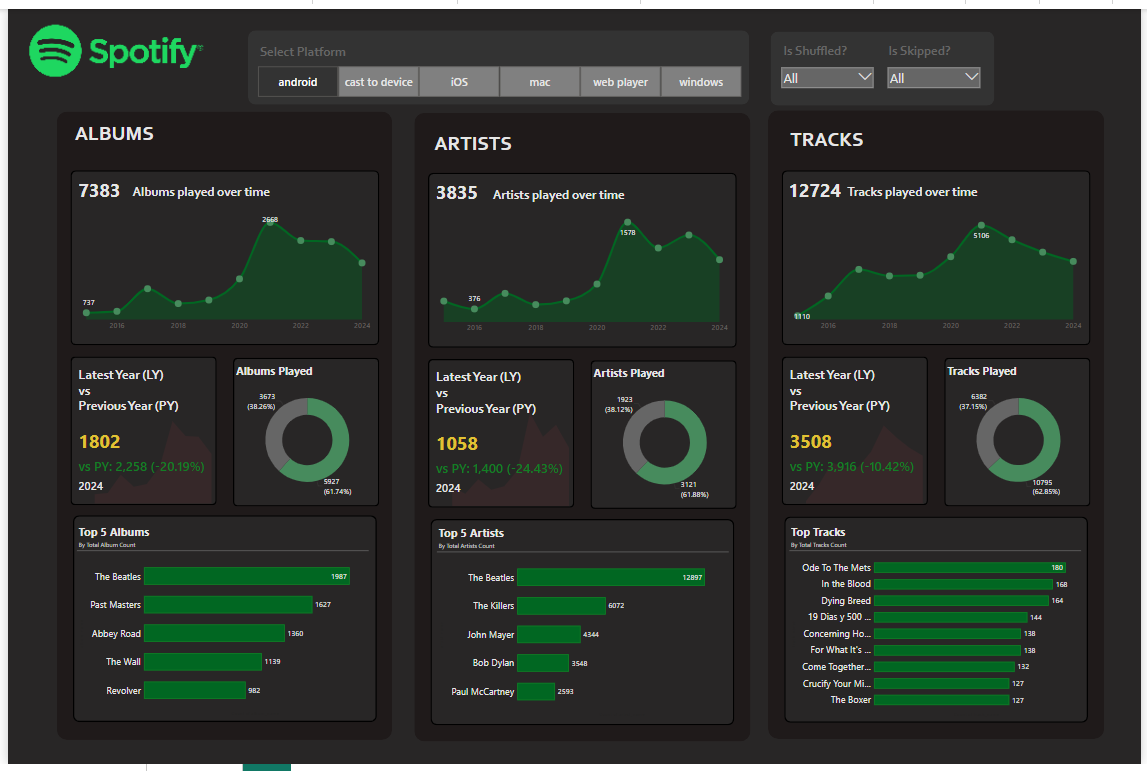 Spotify
Select Platform
android
cast to device
iOS
mac
web player
windows
Is Shuffled?
Is Skipped?
All
All
ALBUMS
7383 Albums played over time
2668
737
2016
2018
2020
2022
2024
Latest Year (LY)
vs
Previous Year (PY)
1802
vs PY: 2,258 (-20.19%)
2024
Albums Played
3673
(38.26%)
5927
(61.74%)
Top 5 Albums
By Total Album Count
The Beatles 1987
Past Masters 1627
Abbey Road 1360
The Wall 1139
Revolver 982
ARTISTS
3835 Artists played over time
1578
376
2016
2018
2020
2022
2024
Latest Year (LY)
vs
Previous Year (PY)
1058
vs PY: 1,400 (-24.43%)
2024
Artists Played
1923
(38.12%)
3121
(61.88%)
Top 5 Artists
By Total Artists Count
The Beatles 12897
The Killers 6072
John Mayer 4344
Bob Dylan 3548
Paul McCartney 2593
TRACKS
12724 Tracks played over time
5106
1110
2016
2018
2020
2022
2024
Latest Year (LY)
vs
Previous Year (PY)
3508
vs PY: 3,916 (-10.42%)
2024
Tracks Played
6382
(37.15%)
10795
(62.85%)
Top Tracks
By Total Tracks Count
Ode To The Mets 180
In the Blood 168
Dying Breed 164
19 Dias y 500 ... 144
Concerning Ho... 138
For What It's ... 138
Come Together... 132
Crucify Your Mi... 127
The Boxer 127